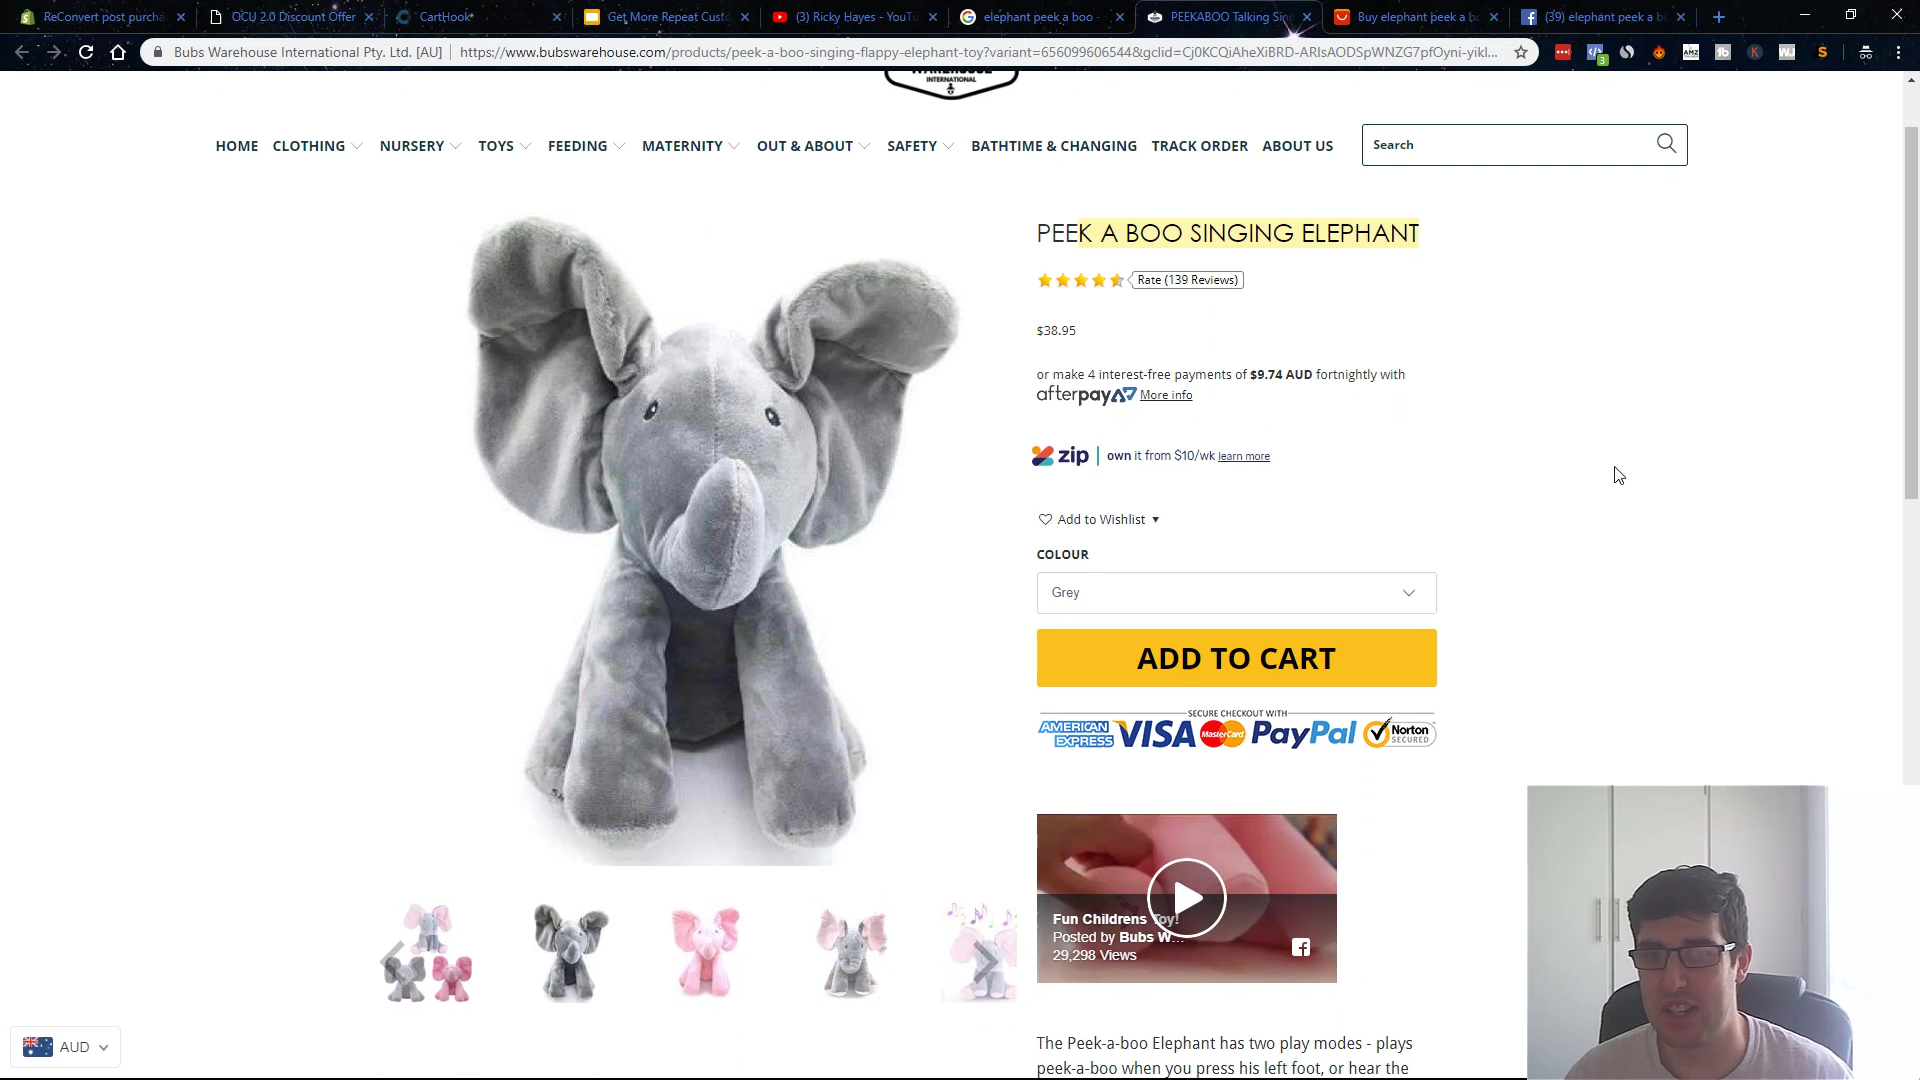 ReConvert post purcha
OCU 2.0 Discount Offer
CartHook
Get More Repeat Custo
(3) Ricky Hayes - YouTu
elephant peek a boo -
PEEKABOO Talking Sin
Buy elephant peek a bo
(39) elephant peek a bo
Bubs Warehouse International Pty. Ltd. [AU] | https://www.bubswarehouse.com/products/peek-a-boo-singing-flappy-elephant-toy?variant=656099606544&gclid=Cj0KCQiAheXiBRD-ARIsAODSpWNZG7pfOyni-yikl...
INTERNATIONAL
HOME CLOTHING NURSERY TOYS FEEDING MATERNITY OUT & ABOUT SAFETY BATHTIME & CHANGING TRACK ORDER ABOUT US
Search
PEEK A BOO SINGING ELEPHANT
Rate (139 Reviews)
$38.95
or make 4 interest-free payments of $9.74 AUD fortnightly with
afterpay More info
zip | own it from $10/wk learn more
Add to Wishlist ▼
COLOUR
Grey
ADD TO CART
SECURE CHECKOUT WITH
AMERICAN EXPRESS VISA MasterCard PayPal Norton SECURED
Fun Childrens Toy!
Posted by Bubs W...
29,298 Views
The Peek-a-boo Elephant has two play modes - plays
peek-a-boo when you press his left foot, or hear the
AUD